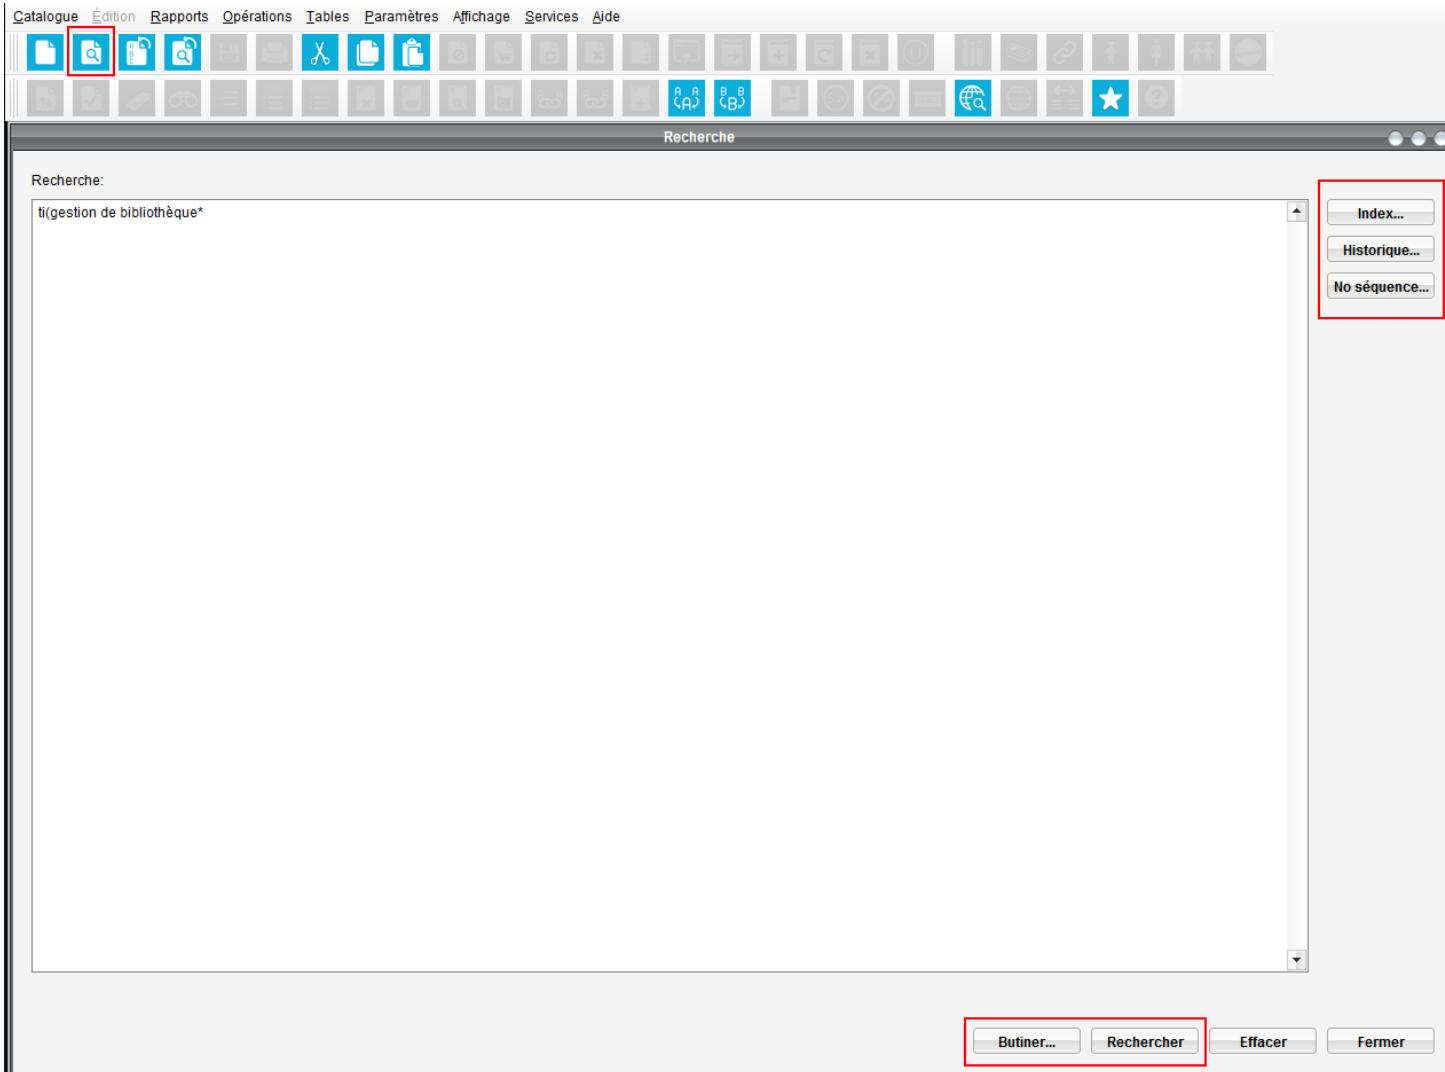 Catalogue Édition Rapports Opérations Tables Paramètres Affichage Services Aide
Recherche
Recherche:
ti(gestion de bibliothèque*
Index...
Historique...
No séquence...
Butiner... Rechercher Effacer Fermer